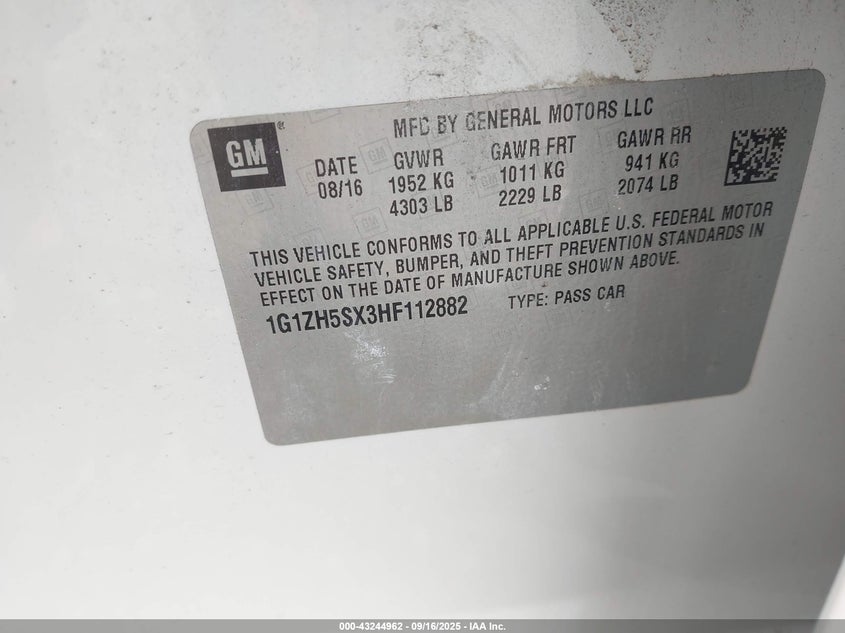 GM
MFD BY GENERAL MOTORS LLC
DATE GVWR GAWR FRT GAWR RR
08/16 1952 KG 1011 KG 941 KG
4303 LB 2229 LB 2074 LB
THIS VEHICLE CONFORMS TO ALL APPLICABLE U.S. FEDERAL MOTOR
VEHICLE SAFETY, BUMPER, AND THEFT PREVENTION STANDARDS IN
EFFECT ON THE DATE OF MANUFACTURE SHOWN ABOVE.
1G1ZH5SX3HF112882 TYPE: PASS CAR
000-43244962 - 09/16/2025 - IAA Inc.